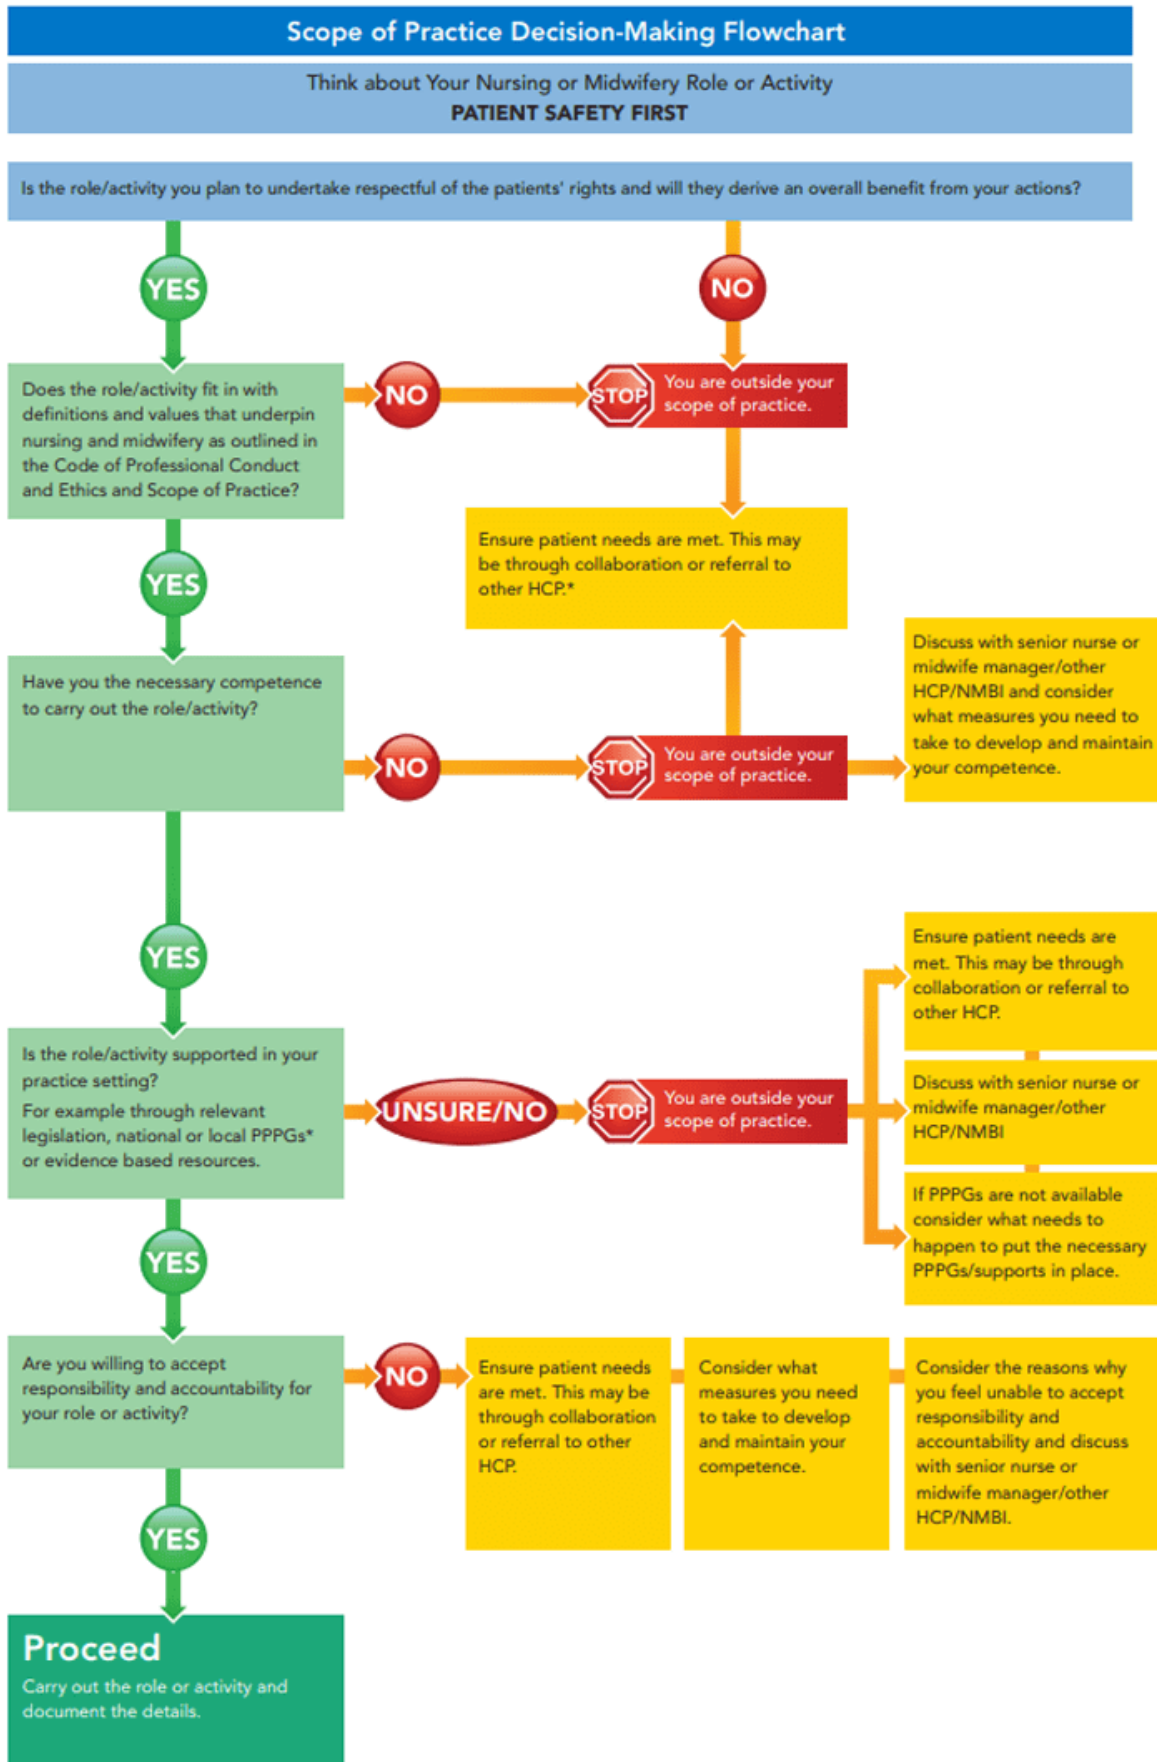 Scope of Practice Decision-Making Flowchart
Think about Your Nursing or Midwifery Role or Activity
PATIENT SAFETY FIRST
Is the role/activity you plan to undertake respectful of the patients' rights and will they derive an overall benefit from your actions?
YES
NO
Does the role/activity fit in with
definitions and values that underpin
nursing and midwifery as outlined in
the Code of Professional Conduct
and Ethics and Scope of Practice?
NO
STOP
You are outside your
scope of practice.
Ensure patient needs are met. This may
be through collaboration or referral to
other HCP.*
YES
Have you the necessary competence
to carry out the role/activity?
NO
STOP
You are outside your
scope of practice.
Discuss with senior nurse or
midwife manager/other
HCP/NMBI and consider
what measures you need to
take to develop and maintain
your competence.
YES
Is the role/activity supported in your
practice setting?
For example through relevant
legislation, national or local PPPGs*
or evidence based resources.
UNSURE/NO
STOP
You are outside your
scope of practice.
Ensure patient needs are
met. This may be through
collaboration or referral to
other HCP.
Discuss with senior nurse or
midwife manager/other
HCP/NMBI
If PPPGs are not available
consider what needs to
happen to put the necessary
PPPGs/supports in place.
YES
Are you willing to accept
responsibility and accountability for
your role or activity?
NO
Ensure patient needs
are met. This may be
through collaboration
or referral to other
HCP.
Consider what
measures you need
to take to develop
and maintain your
competence.
Consider the reasons why
you feel unable to accept
responsibility and
accountability and discuss
with senior nurse or
midwife manager/other
HCP/NMBI.
YES
Proceed
Carry out the role or activity and
document the details.